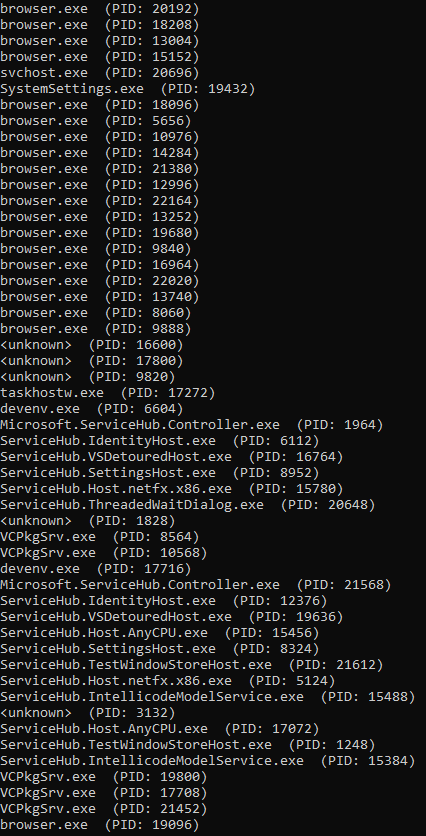 browser.exe  (PID: 20192)
browser.exe  (PID: 18208)
browser.exe  (PID: 13004)
browser.exe  (PID: 15152)
svchost.exe  (PID: 20696)
SystemSettings.exe  (PID: 19432)
browser.exe  (PID: 18096)
browser.exe  (PID: 5656)
browser.exe  (PID: 10976)
browser.exe  (PID: 14284)
browser.exe  (PID: 21380)
browser.exe  (PID: 12996)
browser.exe  (PID: 22164)
browser.exe  (PID: 13252)
browser.exe  (PID: 19680)
browser.exe  (PID: 9840)
browser.exe  (PID: 16964)
browser.exe  (PID: 22020)
browser.exe  (PID: 13740)
browser.exe  (PID: 8060)
browser.exe  (PID: 9888)
<unknown>  (PID: 16600)
<unknown>  (PID: 17800)
<unknown>  (PID: 9820)
taskhostw.exe  (PID: 17272)
devenv.exe  (PID: 6604)
Microsoft.ServiceHub.Controller.exe  (PID: 1964)
ServiceHub.IdentityHost.exe  (PID: 6112)
ServiceHub.VSDetouredHost.exe  (PID: 16764)
ServiceHub.SettingsHost.exe  (PID: 8952)
ServiceHub.Host.netfx.x86.exe  (PID: 15780)
ServiceHub.ThreadedWaitDialog.exe  (PID: 20648)
<unknown>  (PID: 1828)
VCPkgSrv.exe  (PID: 8564)
VCPkgSrv.exe  (PID: 10568)
devenv.exe  (PID: 17716)
Microsoft.ServiceHub.Controller.exe  (PID: 21568)
ServiceHub.IdentityHost.exe  (PID: 12376)
ServiceHub.VSDetouredHost.exe  (PID: 19636)
ServiceHub.Host.AnyCPU.exe  (PID: 15456)
ServiceHub.SettingsHost.exe  (PID: 8324)
ServiceHub.TestWindowStoreHost.exe  (PID: 21612)
ServiceHub.Host.netfx.x86.exe  (PID: 5124)
ServiceHub.IntellicodeModelService.exe  (PID: 15488)
<unknown>  (PID: 3132)
ServiceHub.Host.AnyCPU.exe  (PID: 17072)
ServiceHub.TestWindowStoreHost.exe  (PID: 1248)
ServiceHub.IntellicodeModelService.exe  (PID: 15384)
VCPkgSrv.exe  (PID: 19800)
VCPkgSrv.exe  (PID: 17708)
VCPkgSrv.exe  (PID: 21452)
browser.exe  (PID: 19096)